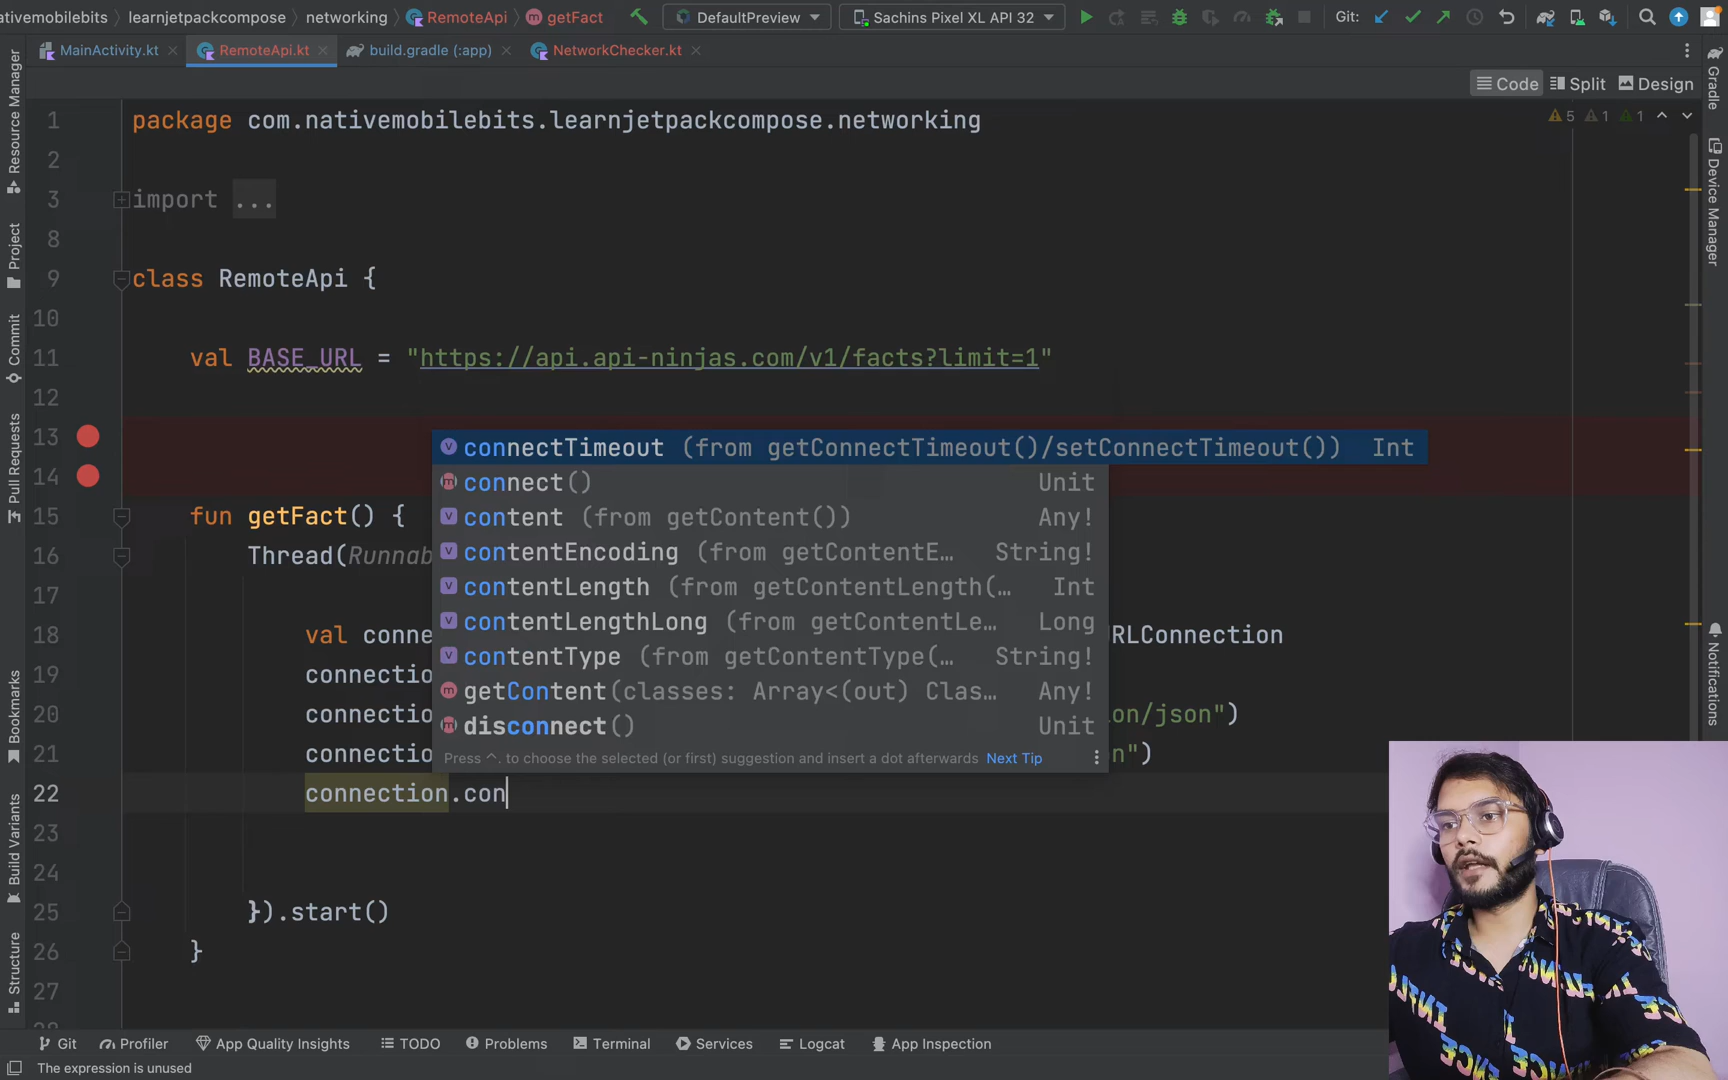 ativemobilebits learnjetpackcompose networking RemoteApi getFact DefaultPreview Sachins Pixel XL API 32 Git:
MainActivity.kt RemoteApi.kt build.gradle (:app) NetworkChecker.kt
Code Split Design
5 1 1
1 package com.nativemobilebits.learnjetpackcompose.networking
2
3 import ...
8
9 class RemoteApi {
10
11 val BASE_URL = "https://api.api-ninjas.com/v1/facts?limit=1"
12
13
14
15 fun getFact() {
16 Thread(Runnab
17
18 val conne RLConnection
19 connectio
20 connectio on/json")
21 connectio n")
22 connection.con
23
24
25 }).start()
26 }
27
connectTimeout (from getConnectTimeout()/setConnectTimeout()) Int
connect() Unit
content (from getContent()) Any!
contentEncoding (from getContentE… String!
contentLength (from getContentLength(… Int
contentLengthLong (from getContentLe… Long
contentType (from getContentType(… String!
getContent(classes: Array<(out) Clas… Any!
disconnect() Unit
Press ^. to choose the selected (or first) suggestion and insert a dot afterwards Next Tip
Resource Manager
Project
Commit
Pull Requests
Bookmarks
Build Variants
Structure
Gradle
Device Manager
Notifications
Git Profiler App Quality Insights TODO Problems Terminal Services Logcat App Inspection
The expression is unused